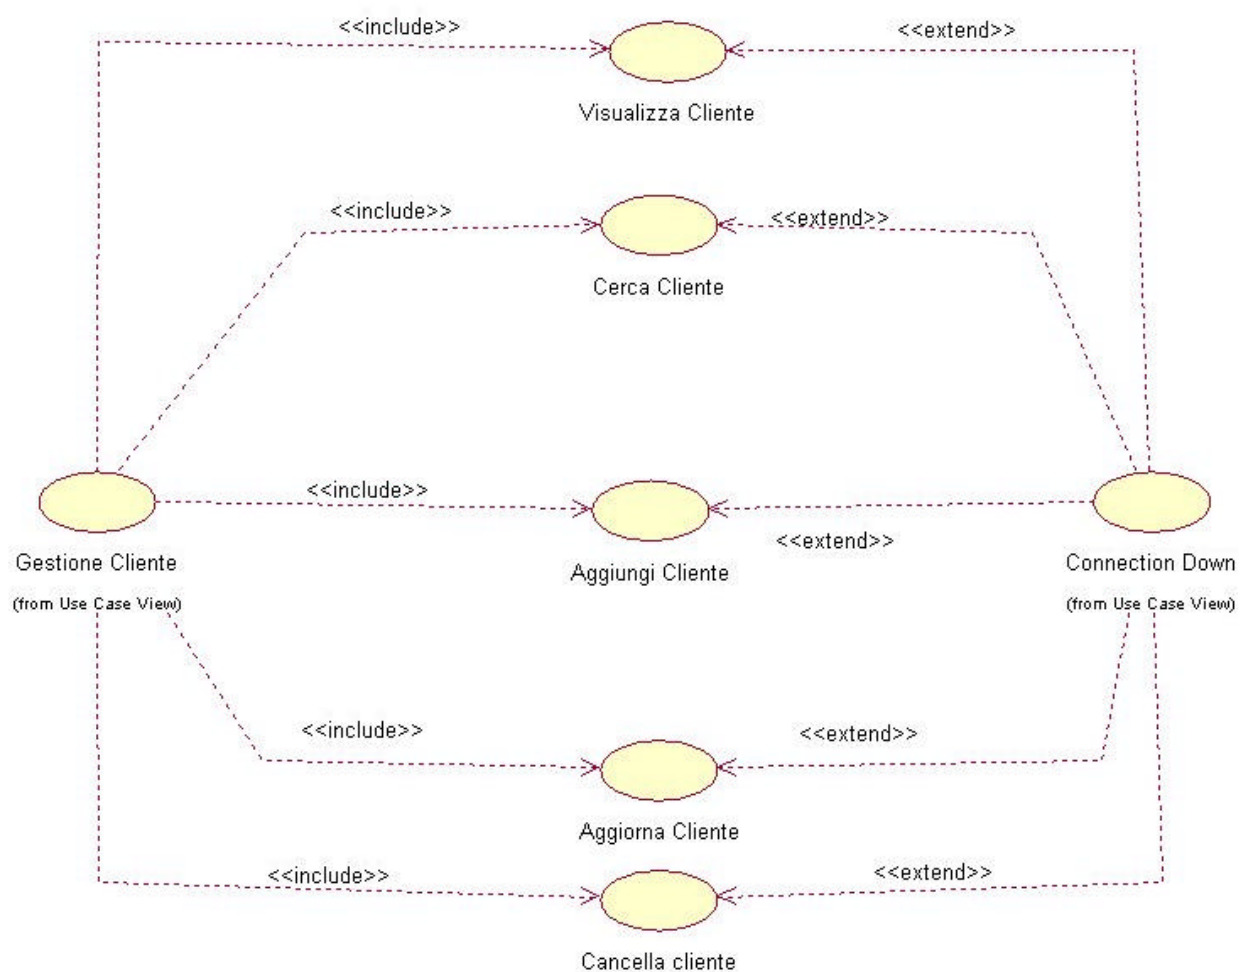 <<include>>
<<extend>>
Visualizza Cliente
<<include>>
<<extend>>
Cerca Cliente
<<include>>
<<extend>>
Gestione Cliente
(from Use Case View)
Aggiungi Cliente
Connection Down
(from Use Case View)
<<include>>
<<extend>>
Aggiorna Cliente
<<include>>
<<extend>>
Cancella cliente